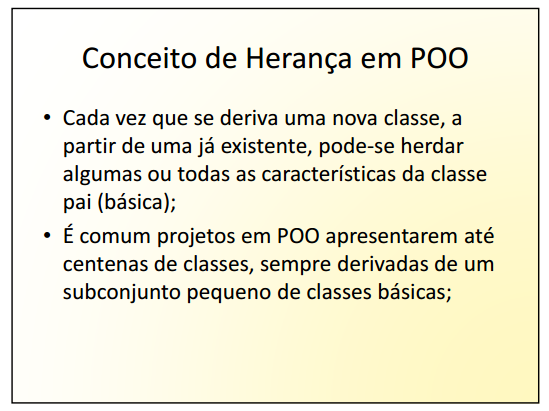 Conceito de Herança em POO
• Cada vez que se deriva uma nova classe, a
partir de uma já existente, pode-se herdar
algumas ou todas as características da classe
pai (básica);
• É comum projetos em POO apresentarem até
centenas de classes, sempre derivadas de um
subconjunto pequeno de classes básicas;